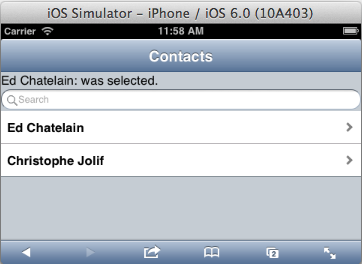 iOS Simulator - iPhone / iOS 6.0 (10A403)
Carrier 11:58 AM
Contacts
Ed Chatelain: was selected.
Search
Ed Chatelain
Christophe Jolif
2